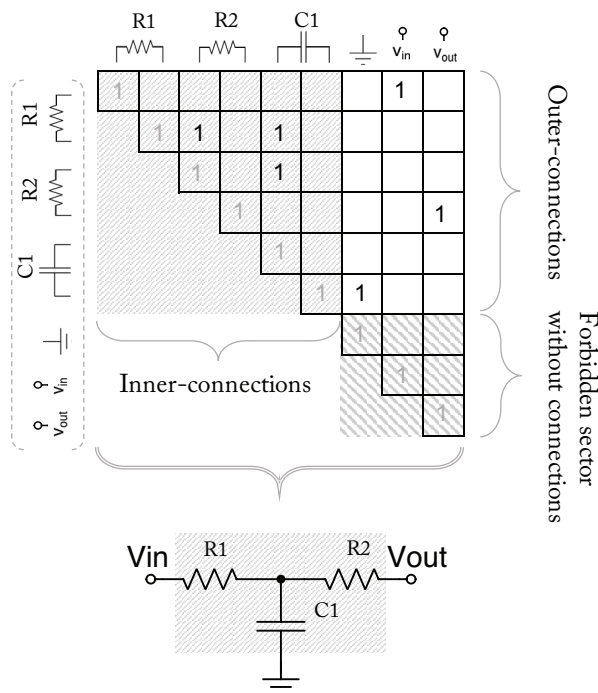 R1 R2 C1
Vin Vout
1 1
R1
1 1 1
1 1
R2
1 1
1
C1
1 1
1
1
1
Vin
Vout
Outer-connections
Forbidden sector
without connections
Inner-connections
Vin R1 R2 Vout
C1